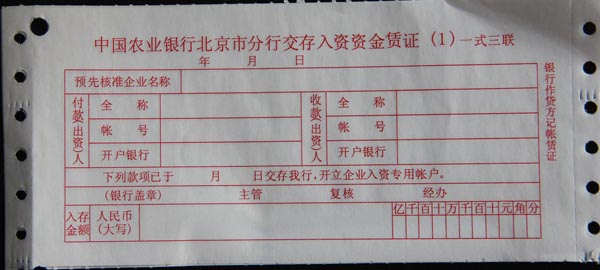 中国农业银行北京市分行交存入资资金凭证（1）一式三联
年 月 日
预先核准企业名称
付款(出资)人 全 称 收款(出资)人 全 称
帐 号 帐 号
开户银行 开户银行
下列款项已于 月 日交存我行,开立企业入资专用帐户。
(银行盖章) 主管 复核 经办
入存金额 人民币(大写) 亿千百十万千百十元角分
银行作贷方记帐凭证